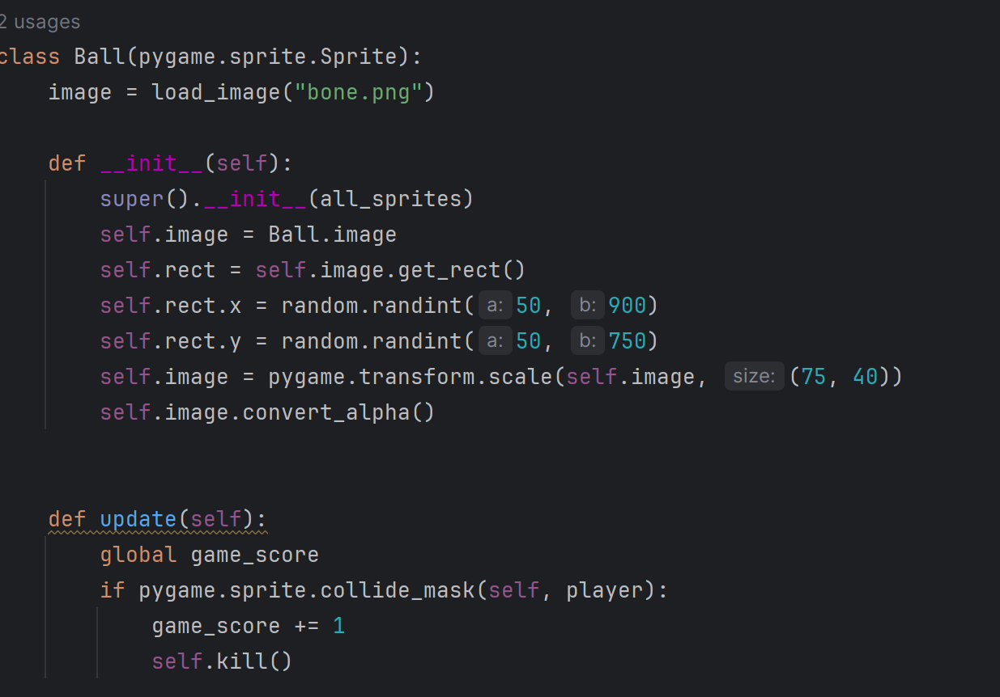 2 usages
class Ball(pygame.sprite.Sprite):
    image = load_image("bone.png")
    def __init__(self):
        super().__init__(all_sprites)
        self.image = Ball.image
        self.rect = self.image.get_rect()
        self.rect.x = random.randint( a: 50, b: 900)
        self.rect.y = random.randint( a: 50, b: 750)
        self.image = pygame.transform.scale(self.image, size: (75, 40))
        self.image.convert_alpha()
    def update(self):
        global game_score
        if pygame.sprite.collide_mask(self, player):
            game_score += 1
            self.kill()